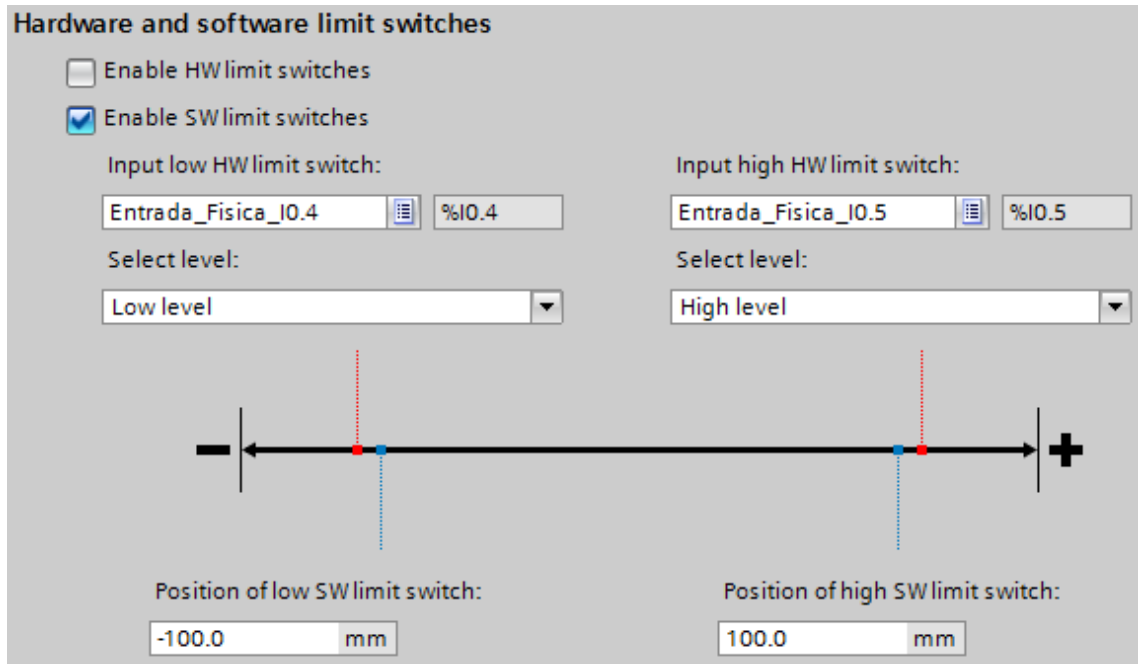 Hardware and software limit switches
Enable HW limit switches
Enable SW limit switches
Input low HW limit switch: Input high HW limit switch:
Entrada_Fisica_I0.4 %I0.4 Entrada_Fisica_I0.5 %I0.5
Select level: Select level:
Low level High level
Position of low SW limit switch: Position of high SW limit switch:
-100.0 mm 100.0 mm